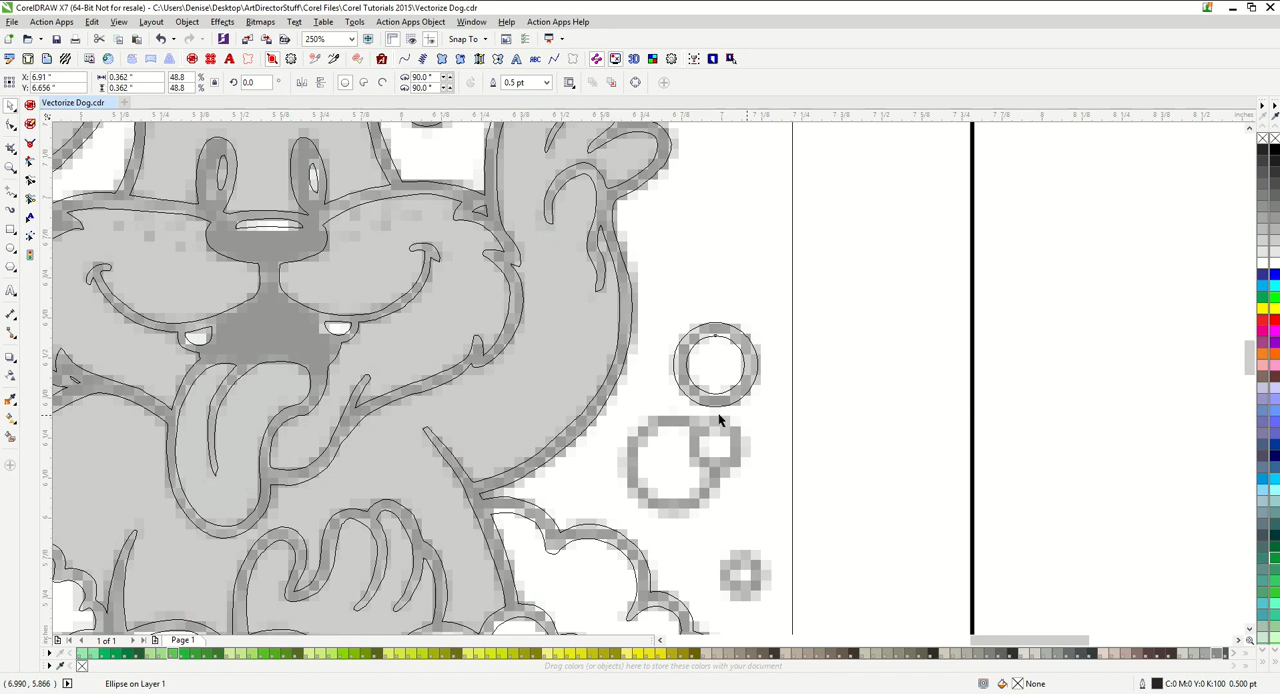 CorelDRAW X7 (64-Bit Not for resale) - C:\Users\Denise\Desktop\ArtDirectorStuff\Corel Files\Corel Tutorials 2015\Vectorize Dog.cdr
File Action Apps Edit View Layout Object Effects Bitmaps Text Table Tools Action Apps Object Window Help Action Apps Help
250% Snap To
X: 6.91 " 0.362 " 48.8 % 0.0 ° 90.0 ° 0.5 pt
Y: 6.656 " 0.362 " 48.8 % 90.0 °
Vectorize Dog.cdr
inches
1 of 1 Page 1
Drag colors (or objects) here to store these colors with your document
(6.990, 5.866) Ellipse on Layer 1 None C:0 M:0 Y:0 K:100 0.500 pt